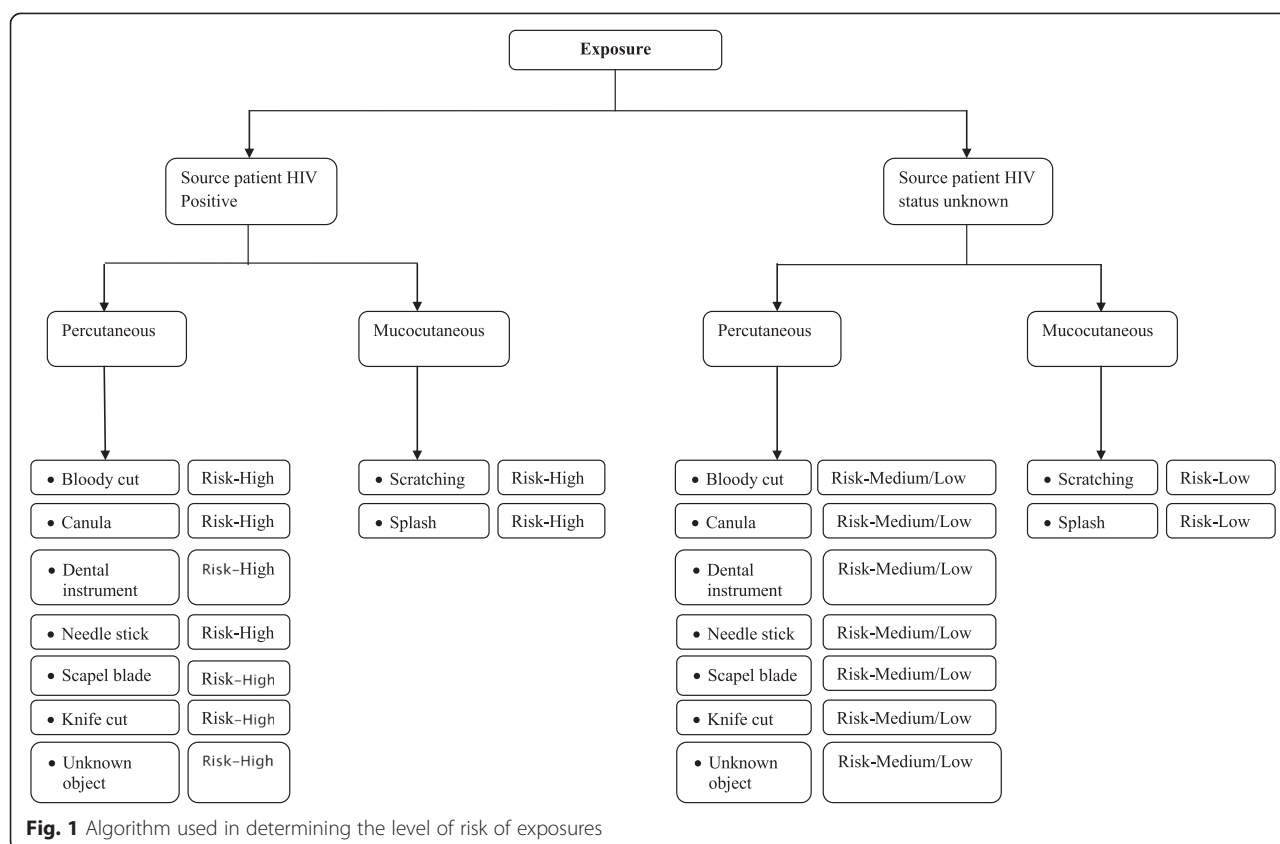 Exposure
Source patient HIV
Positive
Source patient HIV
status unknown
Percutaneous
Mucocutaneous
Percutaneous
Mucocutaneous
• Bloody cut
Risk-High
• Canula
Risk-High
• Dental
instrument
Risk-High
• Needle stick
Risk-High
• Scapel blade
Risk-High
• Knife cut
Risk-High
• Unknown
object
Risk-High
• Scratching
Risk-High
• Splash
Risk-High
• Bloody cut
Risk-Medium/Low
• Canula
Risk-Medium/Low
• Dental
instrument
Risk-Medium/Low
• Needle stick
Risk-Medium/Low
• Scapel blade
Risk-Medium/Low
• Knife cut
Risk-Medium/Low
• Unknown
object
Risk-Medium/Low
• Scratching
Risk-Low
• Splash
Risk-Low
Fig. 1 Algorithm used in determining the level of risk of exposures